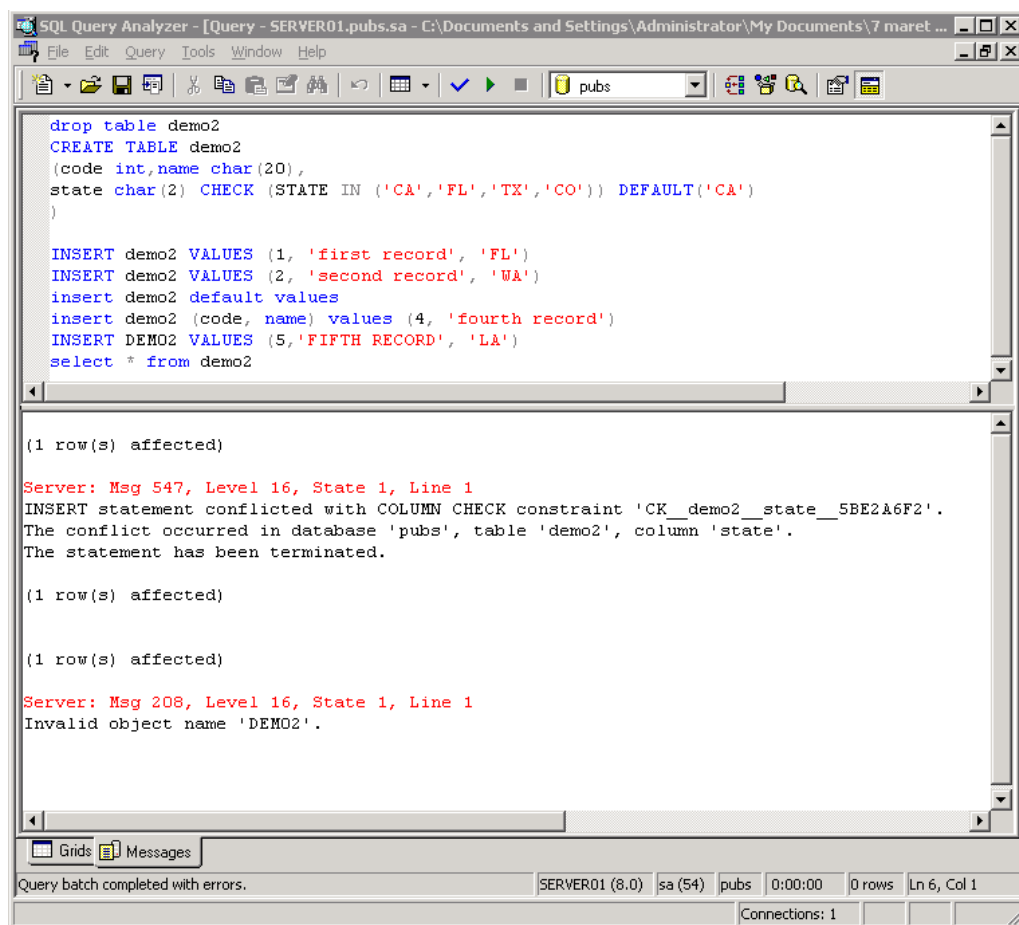 SQL Query Analyzer - [Query - SERVER01.pubs.sa - C:\Documents and Settings\Administrator\My Documents\7 maret ...
File Edit Query Tools Window Help
pubs
drop table demo2
CREATE TABLE demo2
(code int,name char(20),
state char(2) CHECK (STATE IN ('CA','FL','TX','CO')) DEFAULT('CA')
)
INSERT demo2 VALUES (1, 'first record', 'FL')
INSERT demo2 VALUES (2, 'second record', 'WA')
insert demo2 default values
insert demo2 (code, name) values (4, 'fourth record')
INSERT DEMO2 VALUES (5,'FIFTH RECORD', 'LA')
select * from demo2
(1 row(s) affected)
Server: Msg 547, Level 16, State 1, Line 1
INSERT statement conflicted with COLUMN CHECK constraint 'CK__demo2__state__5BE2A6F2'.
The conflict occurred in database 'pubs', table 'demo2', column 'state'.
The statement has been terminated.
(1 row(s) affected)
(1 row(s) affected)
Server: Msg 208, Level 16, State 1, Line 1
Invalid object name 'DEMO2'.
Grids Messages
Query batch completed with errors. SERVER01 (8.0) sa (54) pubs 0:00:00 0 rows Ln 6, Col 1
Connections: 1